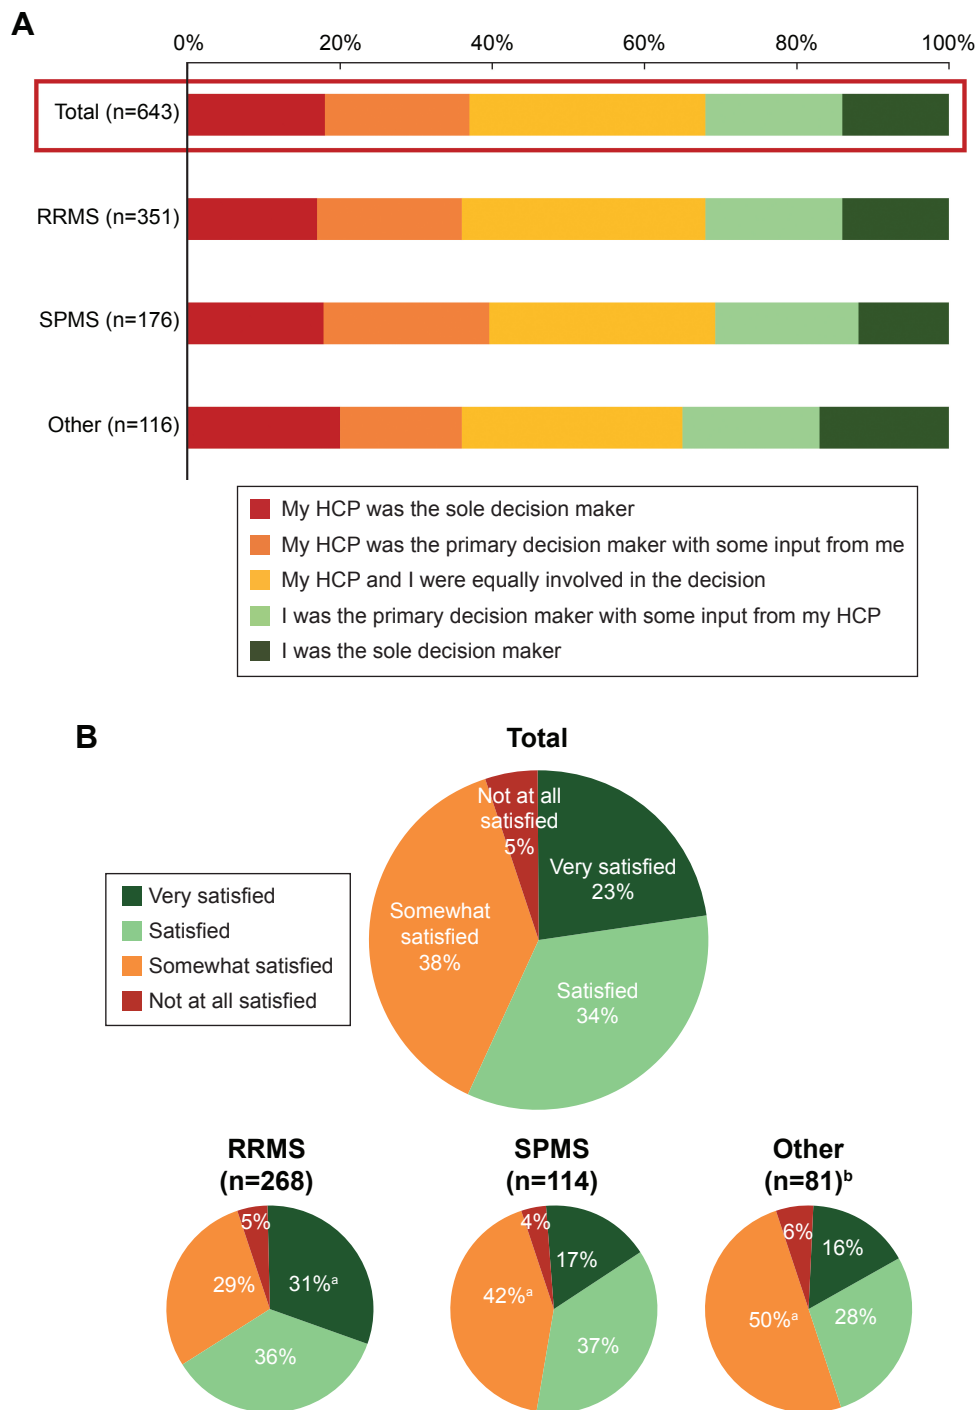 A
0% 20% 40% 60% 80% 100%
Total (n=643)
RRMS (n=351)
SPMS (n=176)
Other (n=116)
My HCP was the sole decision maker
My HCP was the primary decision maker with some input from me
My HCP and I were equally involved in the decision
I was the primary decision maker with some input from my HCP
I was the sole decision maker
B
Total
Very satisfied
Satisfied
Somewhat satisfied
Not at all satisfied
Not at all
satisfied
5%
Very satisfied
23%
Somewhat
satisfied
38%
Satisfied
34%
RRMS
(n=268)
5%
31%ᵃ
29%
36%
SPMS
(n=114)
4%
17%
42%ᵃ
37%
Other
(n=81)ᵇ
6%
16%
50%ᵃ
28%